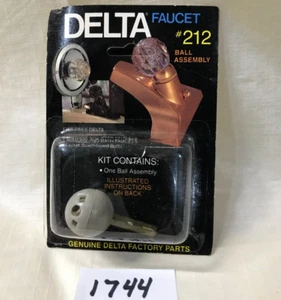 DELTA FAUCET
#212
BALL
ASSEMBLY
DELTA
KIT CONTAINS:
• One Ball Assembly
ILLUSTRATED
INSTRUCTIONS
ON BACK
GENUINE DELTA FACTORY PARTS
1744